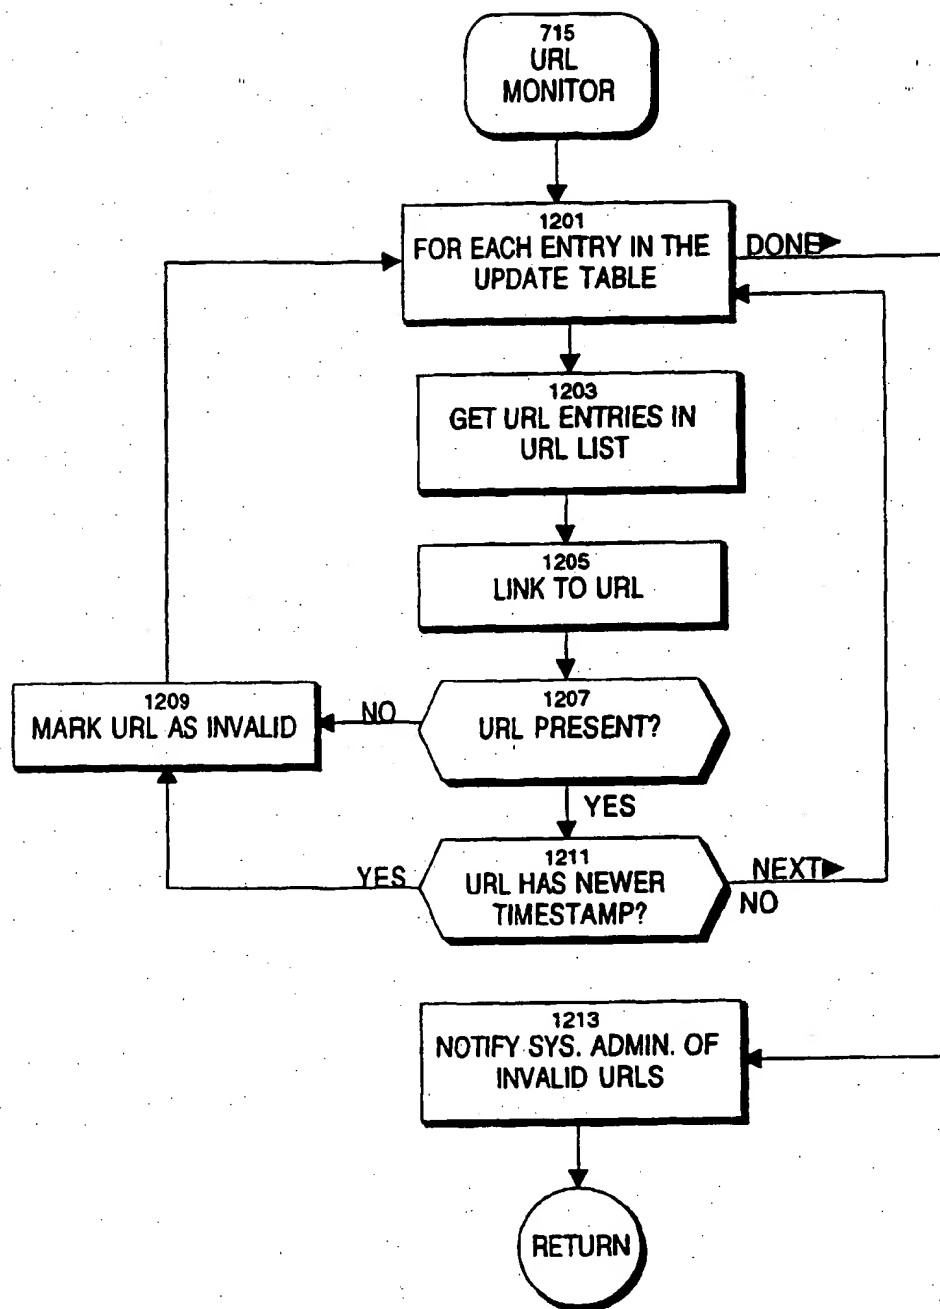 715
URL
MONITOR
1201
FOR EACH ENTRY IN THE
UPDATE TABLE
DONE
1203
GET URL ENTRIES IN
URL LIST
1205
LINK TO URL
1207
URL PRESENT?
NO
1209
MARK URL AS INVALID
YES
1211
URL HAS NEWER
TIMESTAMP?
YES
NEXT
NO
1213
NOTIFY SYS. ADMIN. OF
INVALID URLS
RETURN